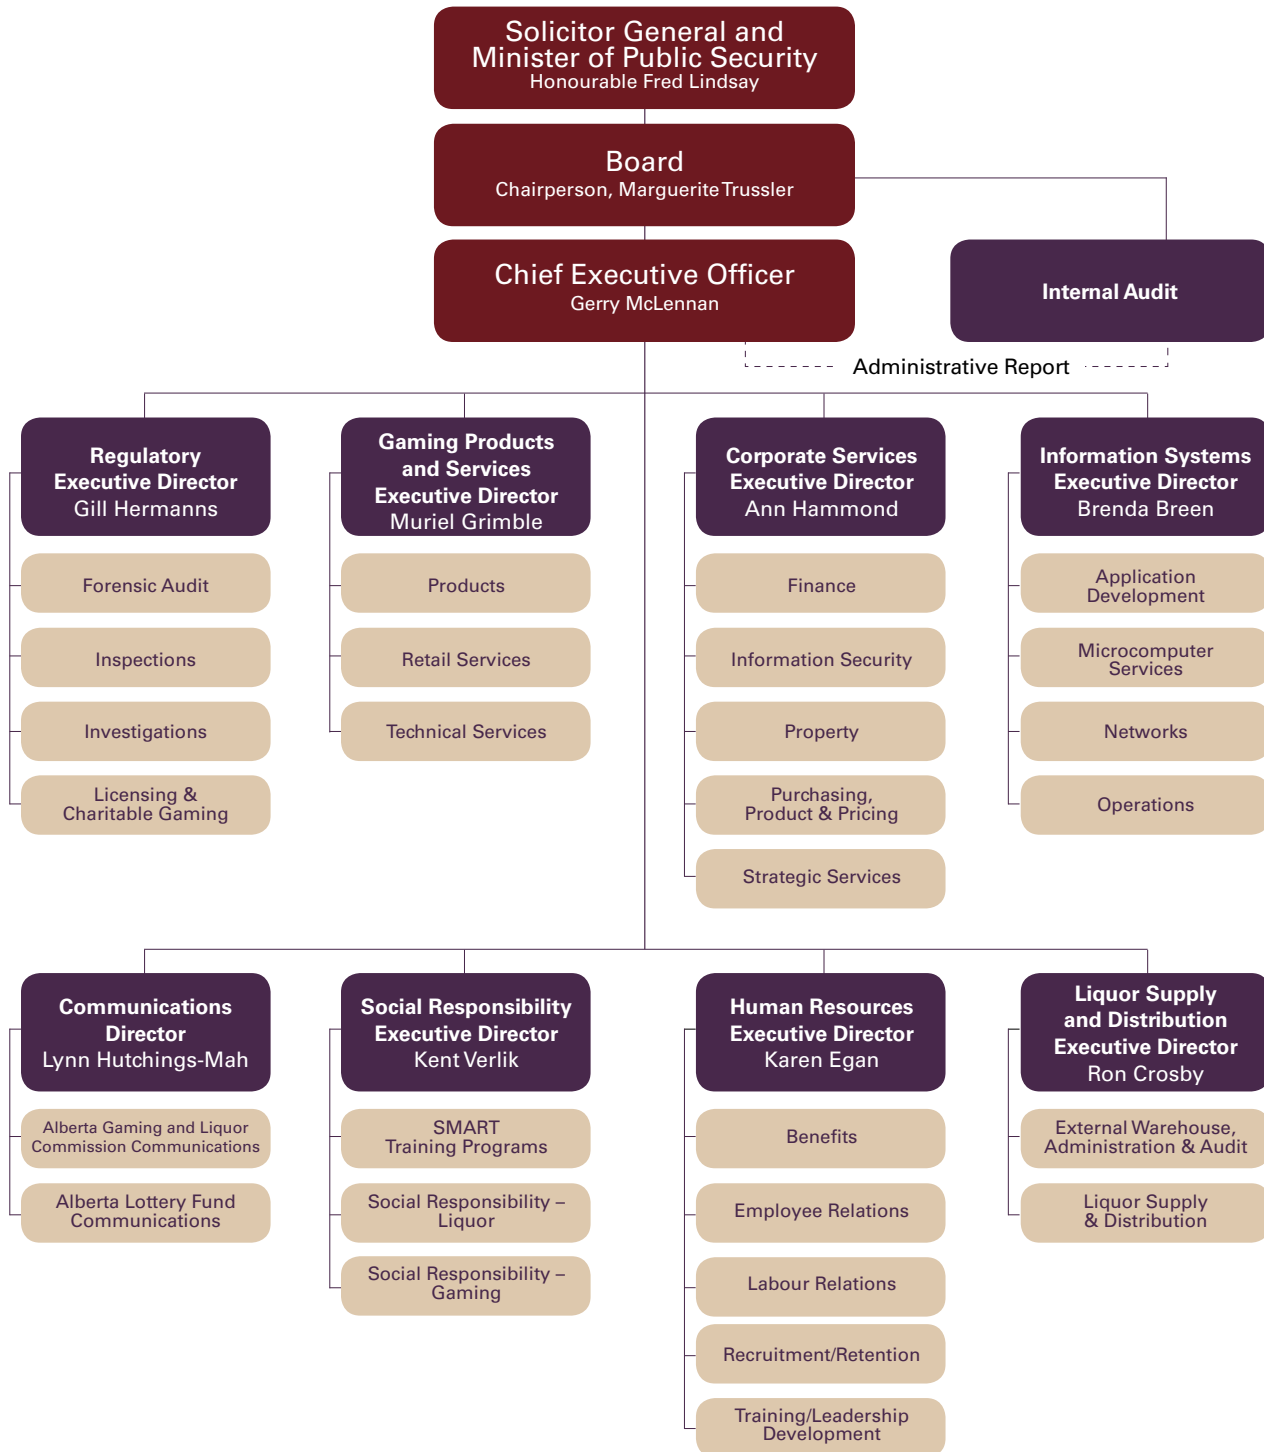 Solicitor General and
Minister of Public Security
Honourable Fred Lindsay
Board
Chairperson, Marguerite Trussler
Chief Executive Officer
Gerry McLennan
Internal Audit
Administrative Report
Regulatory
Executive Director
Gill Hermanns
Forensic Audit
Inspections
Investigations
Licensing &
Charitable Gaming
Gaming Products
and Services
Executive Director
Muriel Grimble
Products
Retail Services
Technical Services
Corporate Services
Executive Director
Ann Hammond
Finance
Information Security
Property
Purchasing,
Product & Pricing
Strategic Services
Information Systems
Executive Director
Brenda Breen
Application
Development
Microcomputer
Services
Networks
Operations
Communications
Director
Lynn Hutchings-Mah
Alberta Gaming and Liquor
Commission Communications
Alberta Lottery Fund
Communications
Social Responsibility
Executive Director
Kent Verlik
SMART
Training Programs
Social Responsibility –
Liquor
Social Responsibility –
Gaming
Human Resources
Executive Director
Karen Egan
Benefits
Employee Relations
Labour Relations
Recruitment/Retention
Training/Leadership
Development
Liquor Supply
and Distribution
Executive Director
Ron Crosby
External Warehouse,
Administration & Audit
Liquor Supply
& Distribution